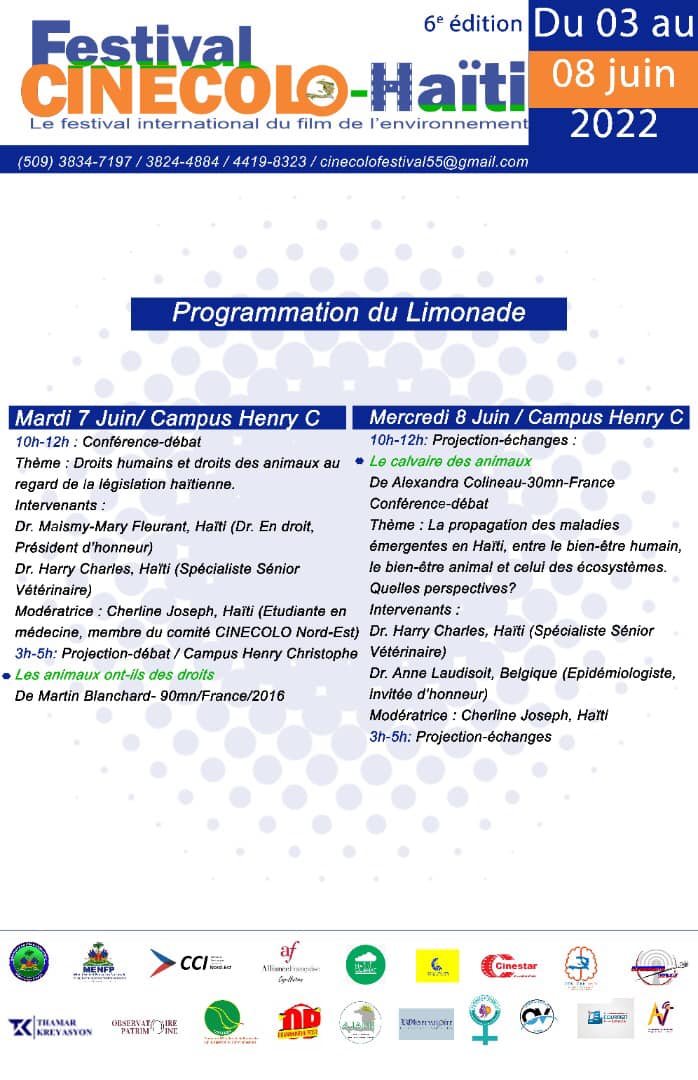 Festival
CINECOLO-Haïti
6e édition
Le festival international du film de l'environnement
Du 03 au
08 juin
2022
(509) 3834-7197 / 3824-4884 / 4419-8323 / cinecolofestival55@gmail.com
Programmation du Limonade
Mardi 7 Juin/ Campus Henry C
10h-12h : Conférence-débat
Thème : Droits humains et droits des animaux au
regard de la législation haïtienne.
Intervenants :
Dr. Maismy-Mary Fleurant, Haïti (Dr. En droit,
Président d'honneur)
Dr. Harry Charles, Haïti (Spécialiste Sénior
Vétérinaire)
Modératrice : Cherline Joseph, Haïti (Etudiante en
médecine, membre du comité CINECOLO Nord-Est)
3h-5h: Projection-débat / Campus Henry Christophe
Les animaux ont-ils des droits
De Martin Blanchard- 90mn/France/2016
Mercredi 8 Juin / Campus Henry C
10h-12h: Projection-échanges :
Le calvaire des animaux
De Alexandra Colineau-30mn-France
Conférence-débat
Thème : La propagation des maladies
émergentes en Haïti, entre le bien-être humain,
le bien-être animal et celui des écosystèmes.
Quelles perspectives?
Intervenants :
Dr. Harry Charles, Haïti (Spécialiste Sénior
Vétérinaire)
Dr. Anne Laudisoit, Belgique (Epidémiologiste,
invitée d'honneur)
Modératrice : Cherline Joseph, Haïti
3h-5h: Projection-échanges
MENFP
CCI
NORD-EST
af
AllianceFrançaise
Cap-Haïtien
Cinestar
TK THAMAR
KREYASYON
OBSERVATOIRE
PATRIMOINE